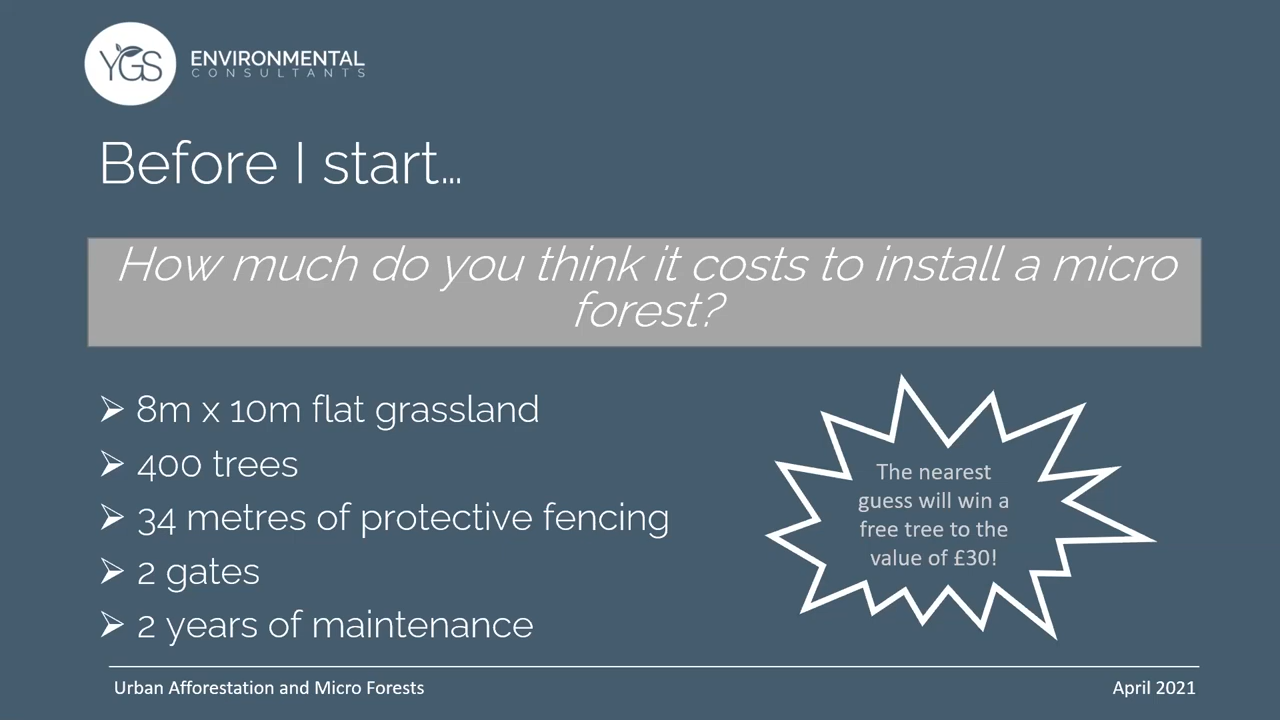 YGS
ENVIRONMENTAL
CONSULTANTS
Before I start...
How much do you think it costs to install a micro
forest?
8m x 10m flat grassland
400 trees
34 metres of protective fencing
2 gates
2 years of maintenance
The nearest
guess will win a
free tree to the
value of £30!
Urban Afforestation and Micro Forests
April 2021